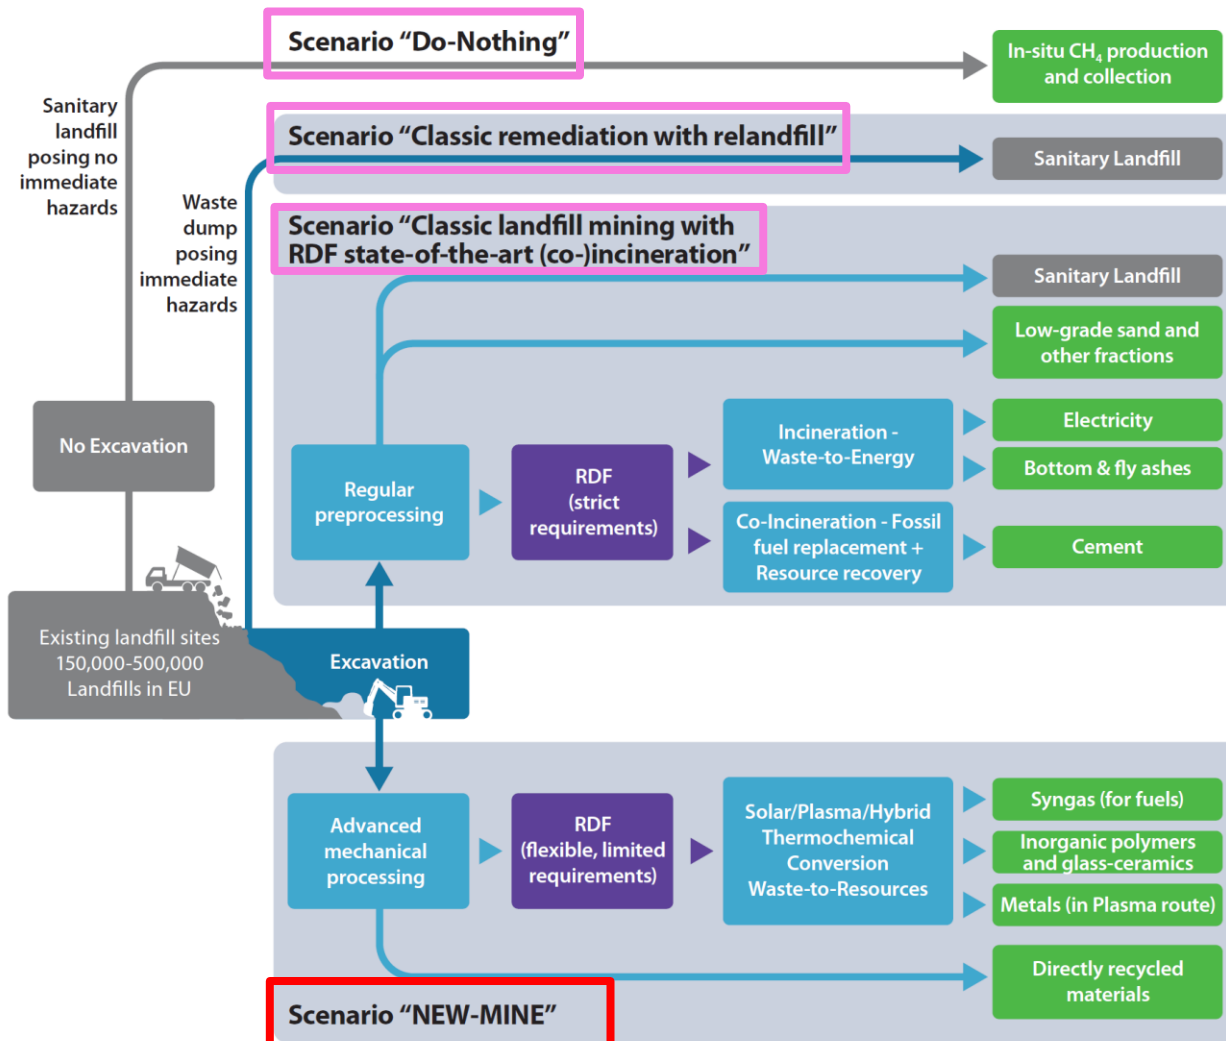 Scenario “Do-Nothing”
In-situ CH₄ production
and collection
Sanitary
landfill
posing no
immediate
hazards
Scenario “Classic remediation with relandfill”
Sanitary Landfill
Waste
dump
posing
immediate
hazards
Scenario “Classic landfill mining with
RDF state-of-the-art (co-)incineration”
Sanitary Landfill
Low-grade sand and
other fractions
No Excavation
Regular
preprocessing
RDF
(strict
requirements)
Incineration -
Waste-to-Energy
Electricity
Bottom & fly ashes
Co-Incineration - Fossil
fuel replacement +
Resource recovery
Cement
Existing landfill sites
150,000-500,000
Landfills in EU
Excavation
Advanced
mechanical
processing
RDF
(flexible, limited
requirements)
Solar/Plasma/Hybrid
Thermochemical
Conversion
Waste-to-Resources
Syngas (for fuels)
Inorganic polymers
and glass-ceramics
Metals (in Plasma route)
Directly recycled
materials
Scenario “NEW-MINE”